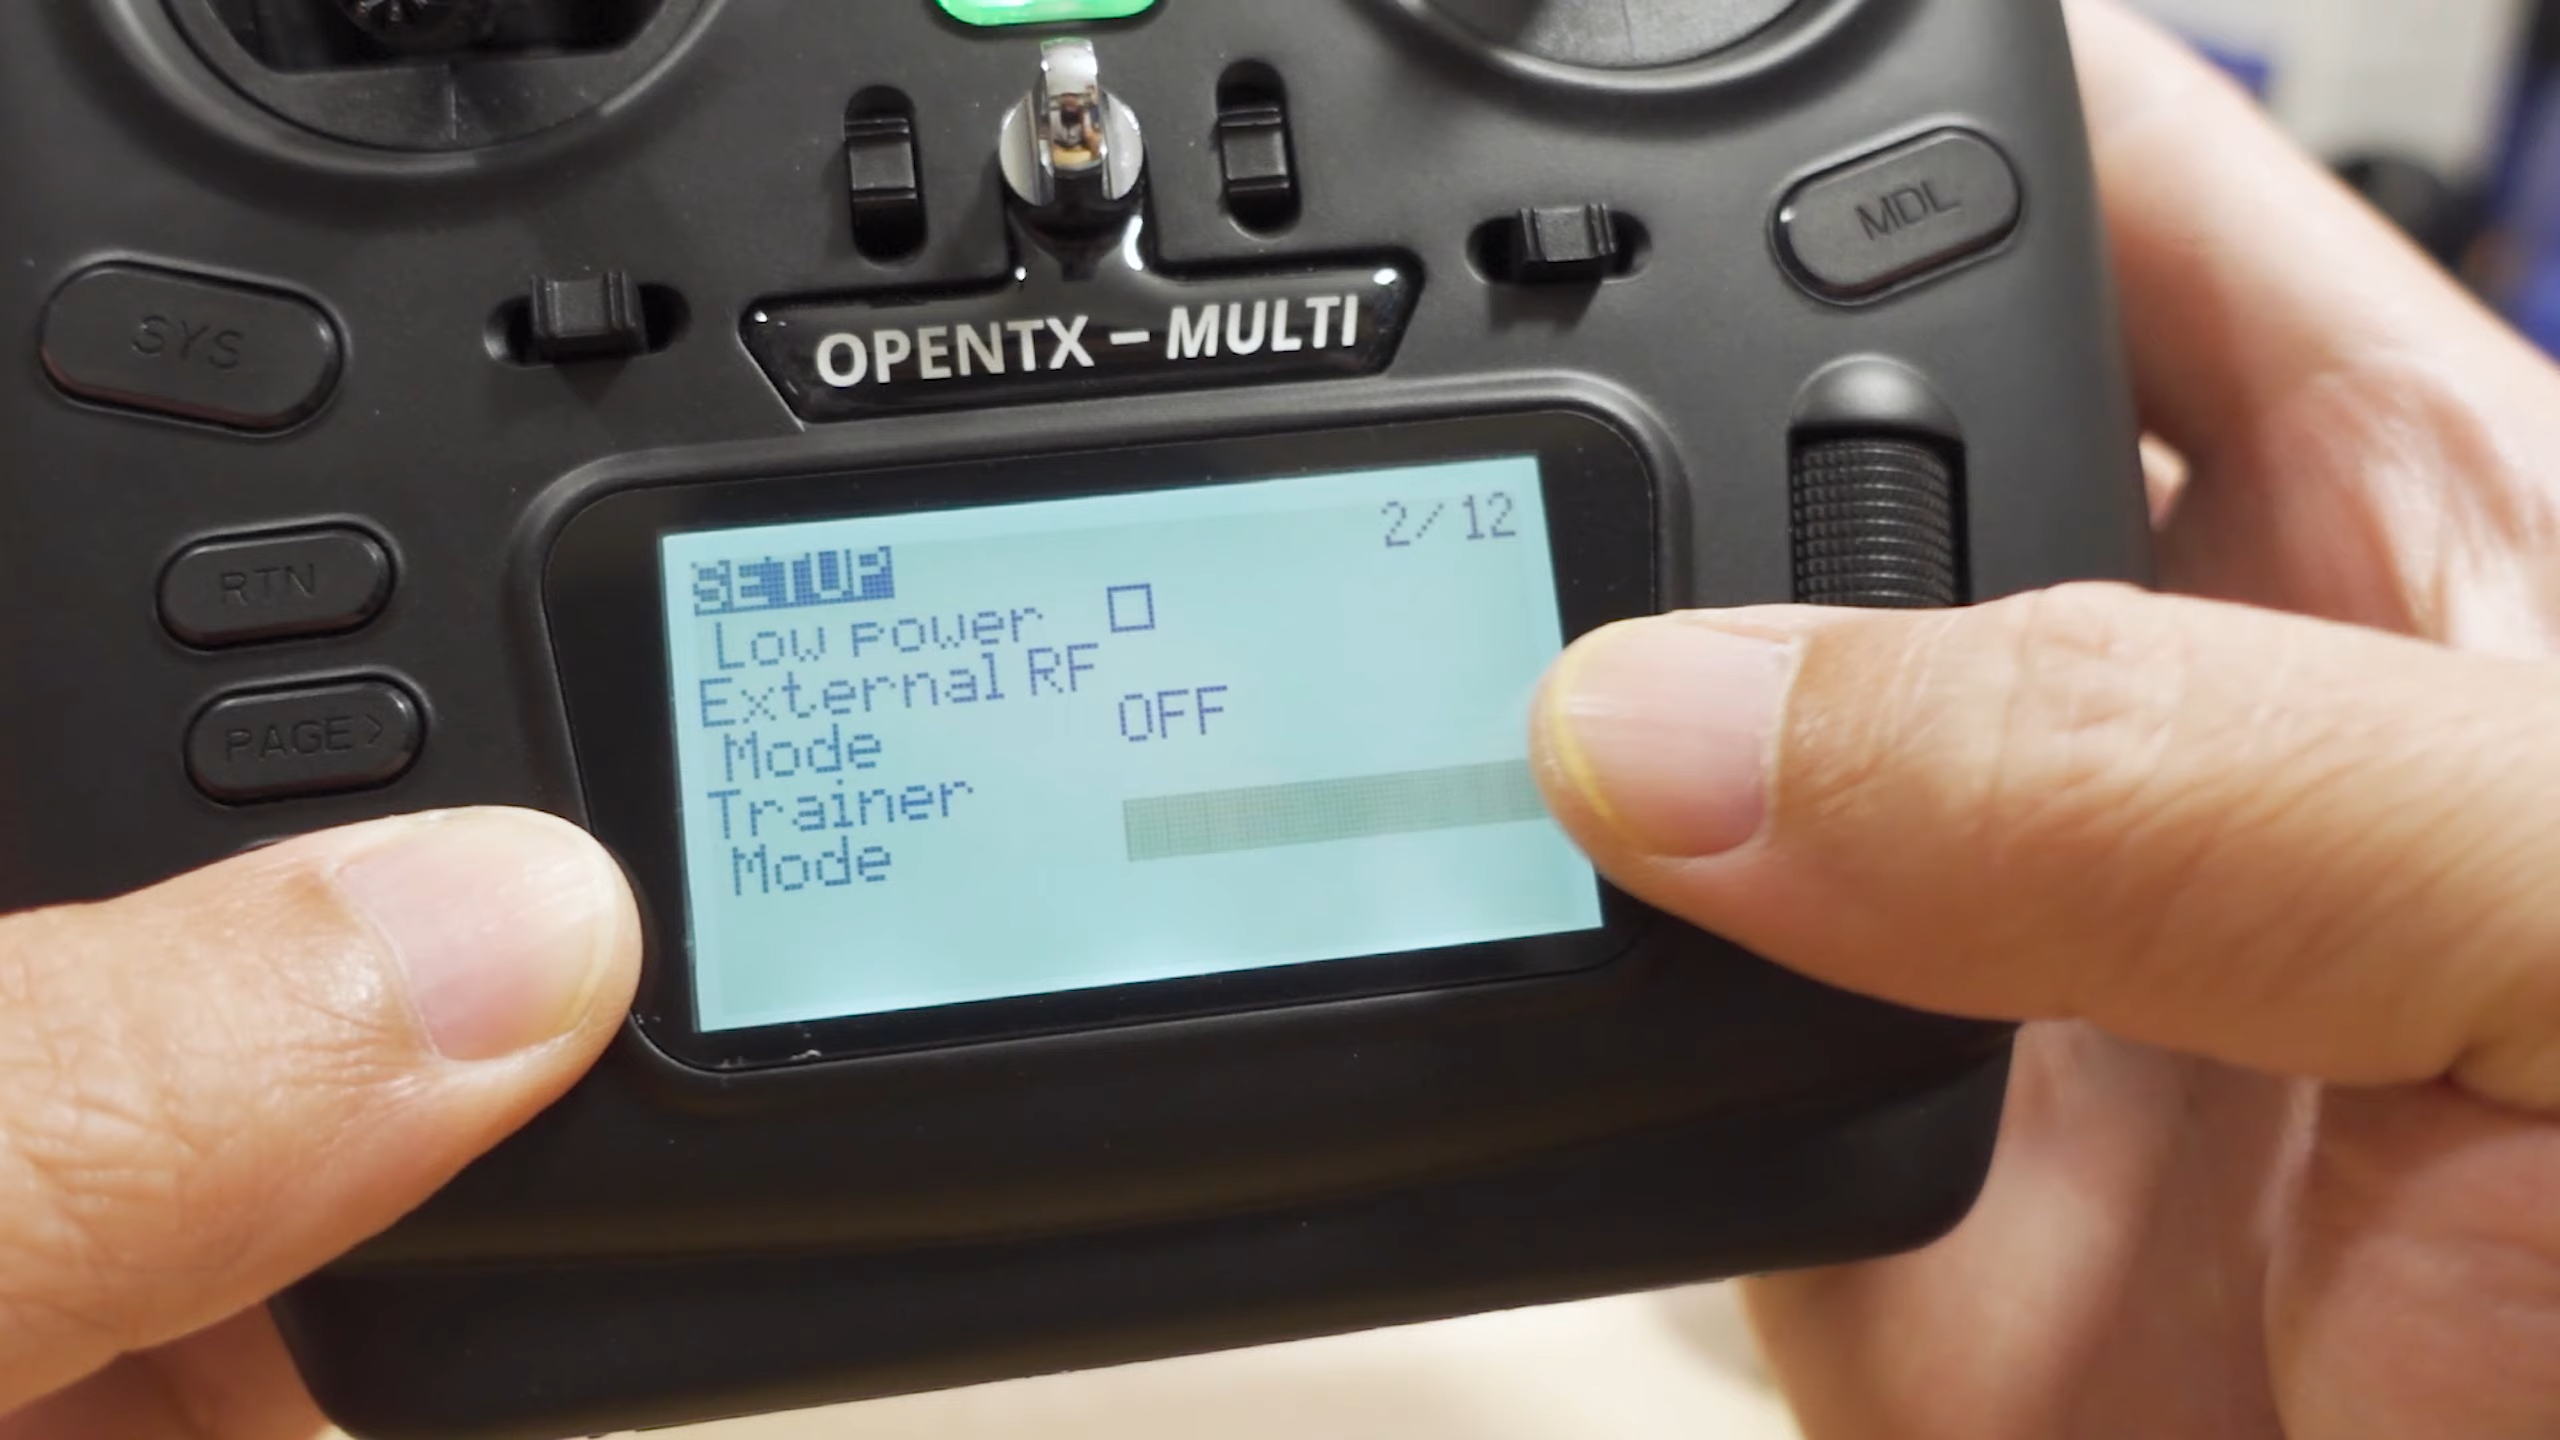 MDL
SYS
OPENTX – MULTI
RTN
PAGE>
SETUP 2/12
Low power
External RF
Mode OFF
Trainer
Mode